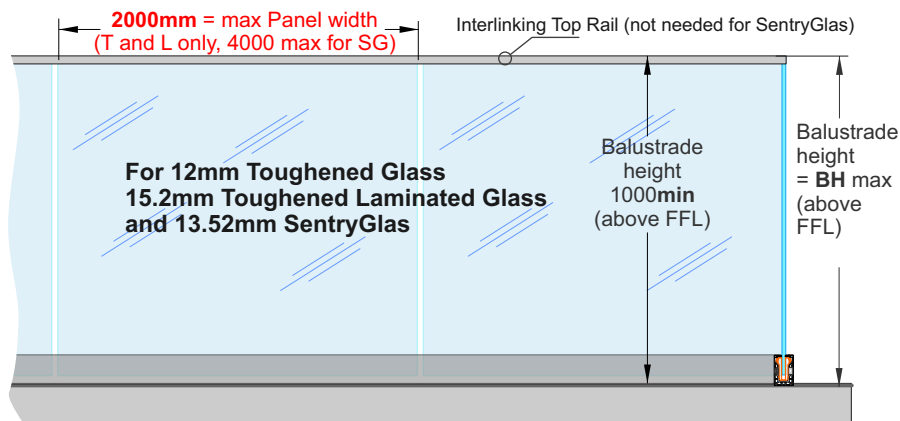 2000mm = max Panel width
(T and L only, 4000 max for SG)
Interlinking Top Rail (not needed for SentryGlas)
For 12mm Toughened Glass
15.2mm Toughened Laminated Glass
and 13.52mm SentryGlas
Balustrade
height
1000min
(above FFL)
Balustrade
height
= BH max
(above
FFL)